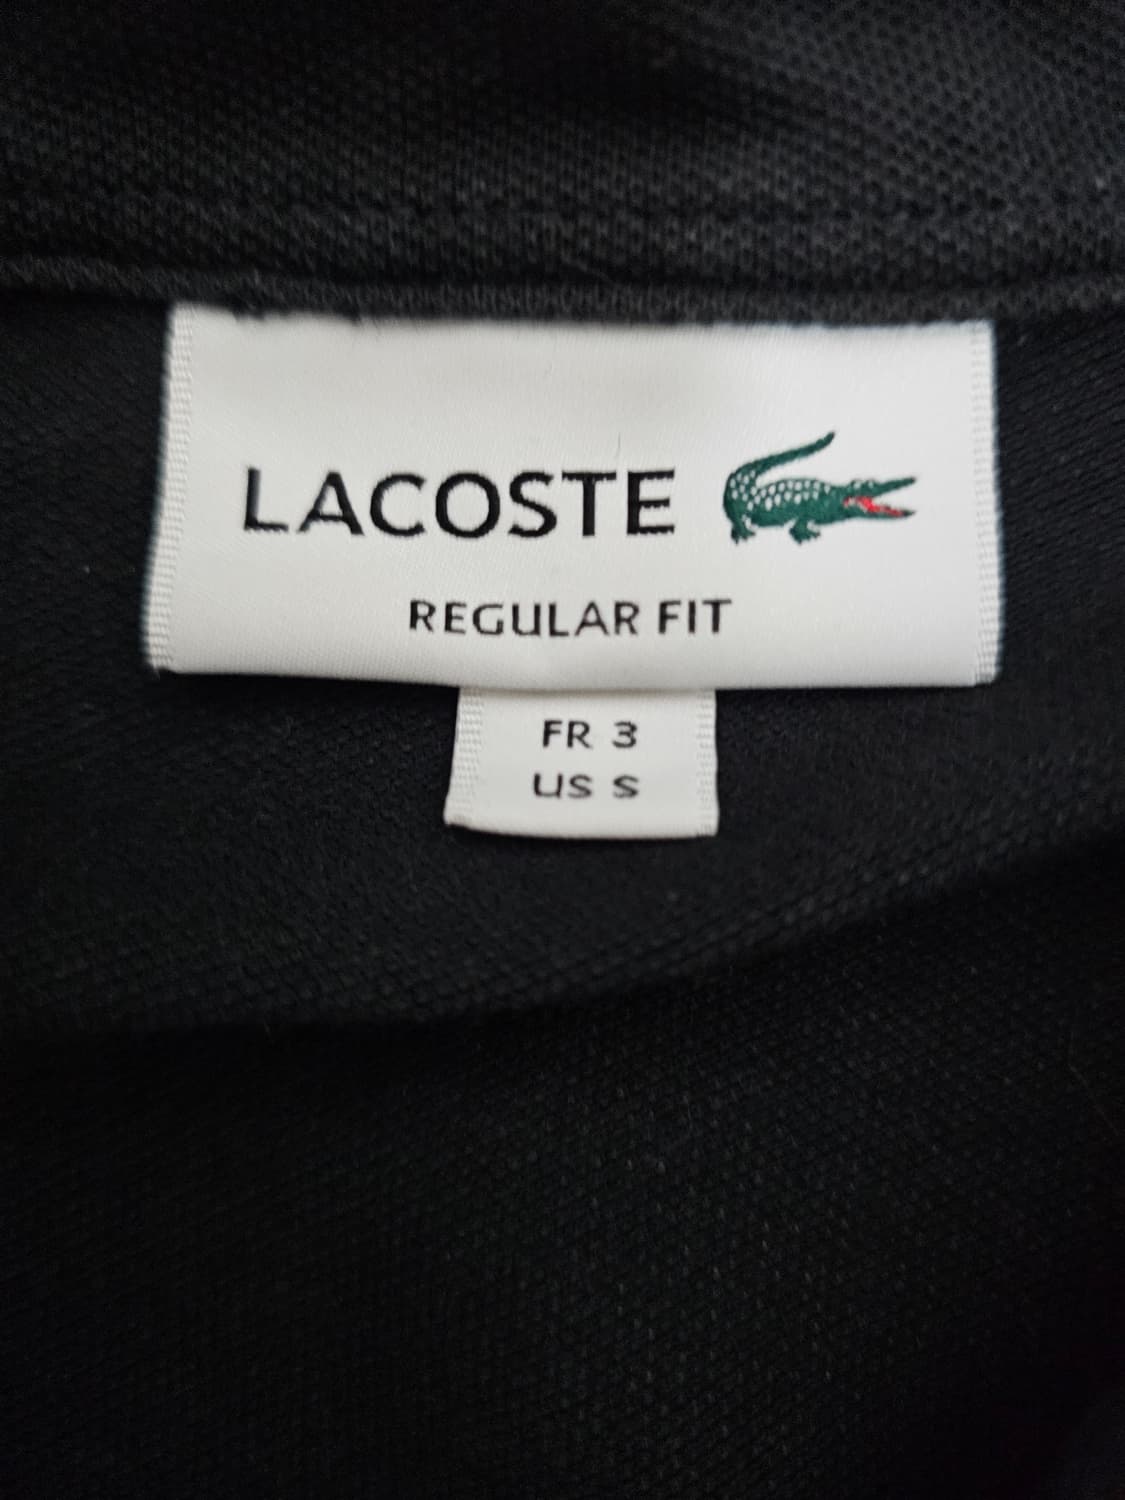 LACOSTE
REGULAR FIT
FR 3
US S